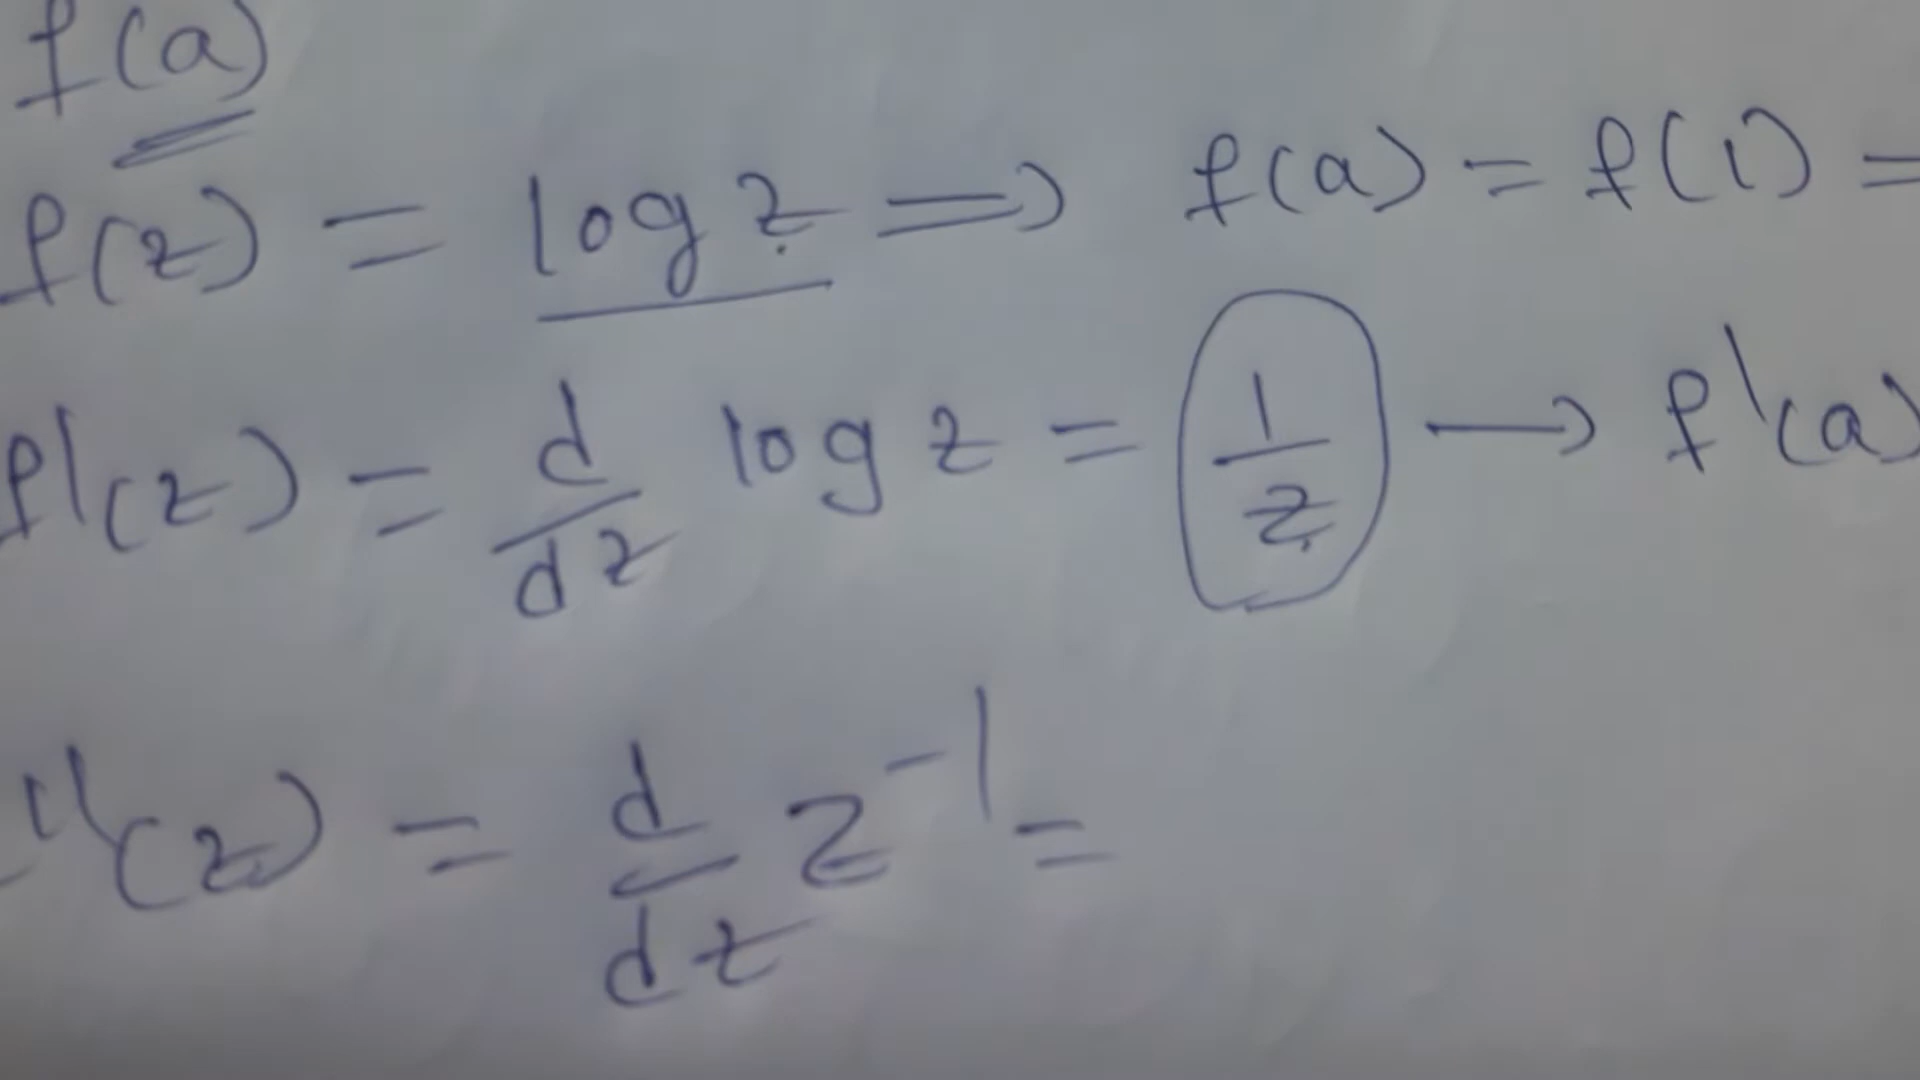 f(a)
f(z) = log z ⟹ f(a) = f(1) =
f'(z) = d/dz log z = 1/z → f'(a)
''(z) = d/dz z⁻¹ =